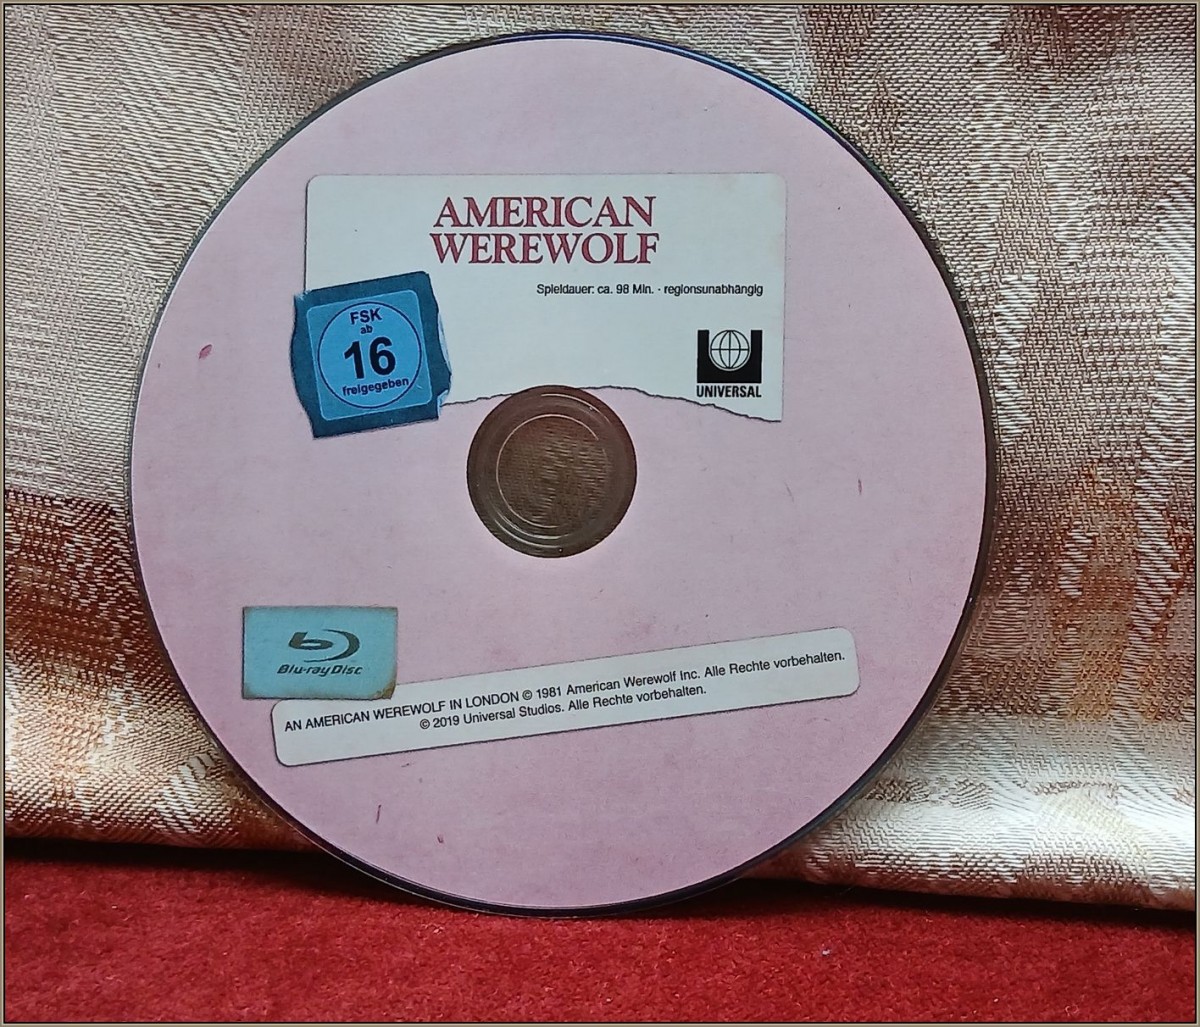 AMERICAN
WEREWOLF
Spieldauer: ca. 98 Min. · regionsunabhängig
FSK
ab
16
freigegeben
UNIVERSAL
Blu-ray Disc
AN AMERICAN WEREWOLF IN LONDON © 1981 American Werewolf Inc. Alle Rechte vorbehalten.
© 2019 Universal Studios. Alle Rechte vorbehalten.